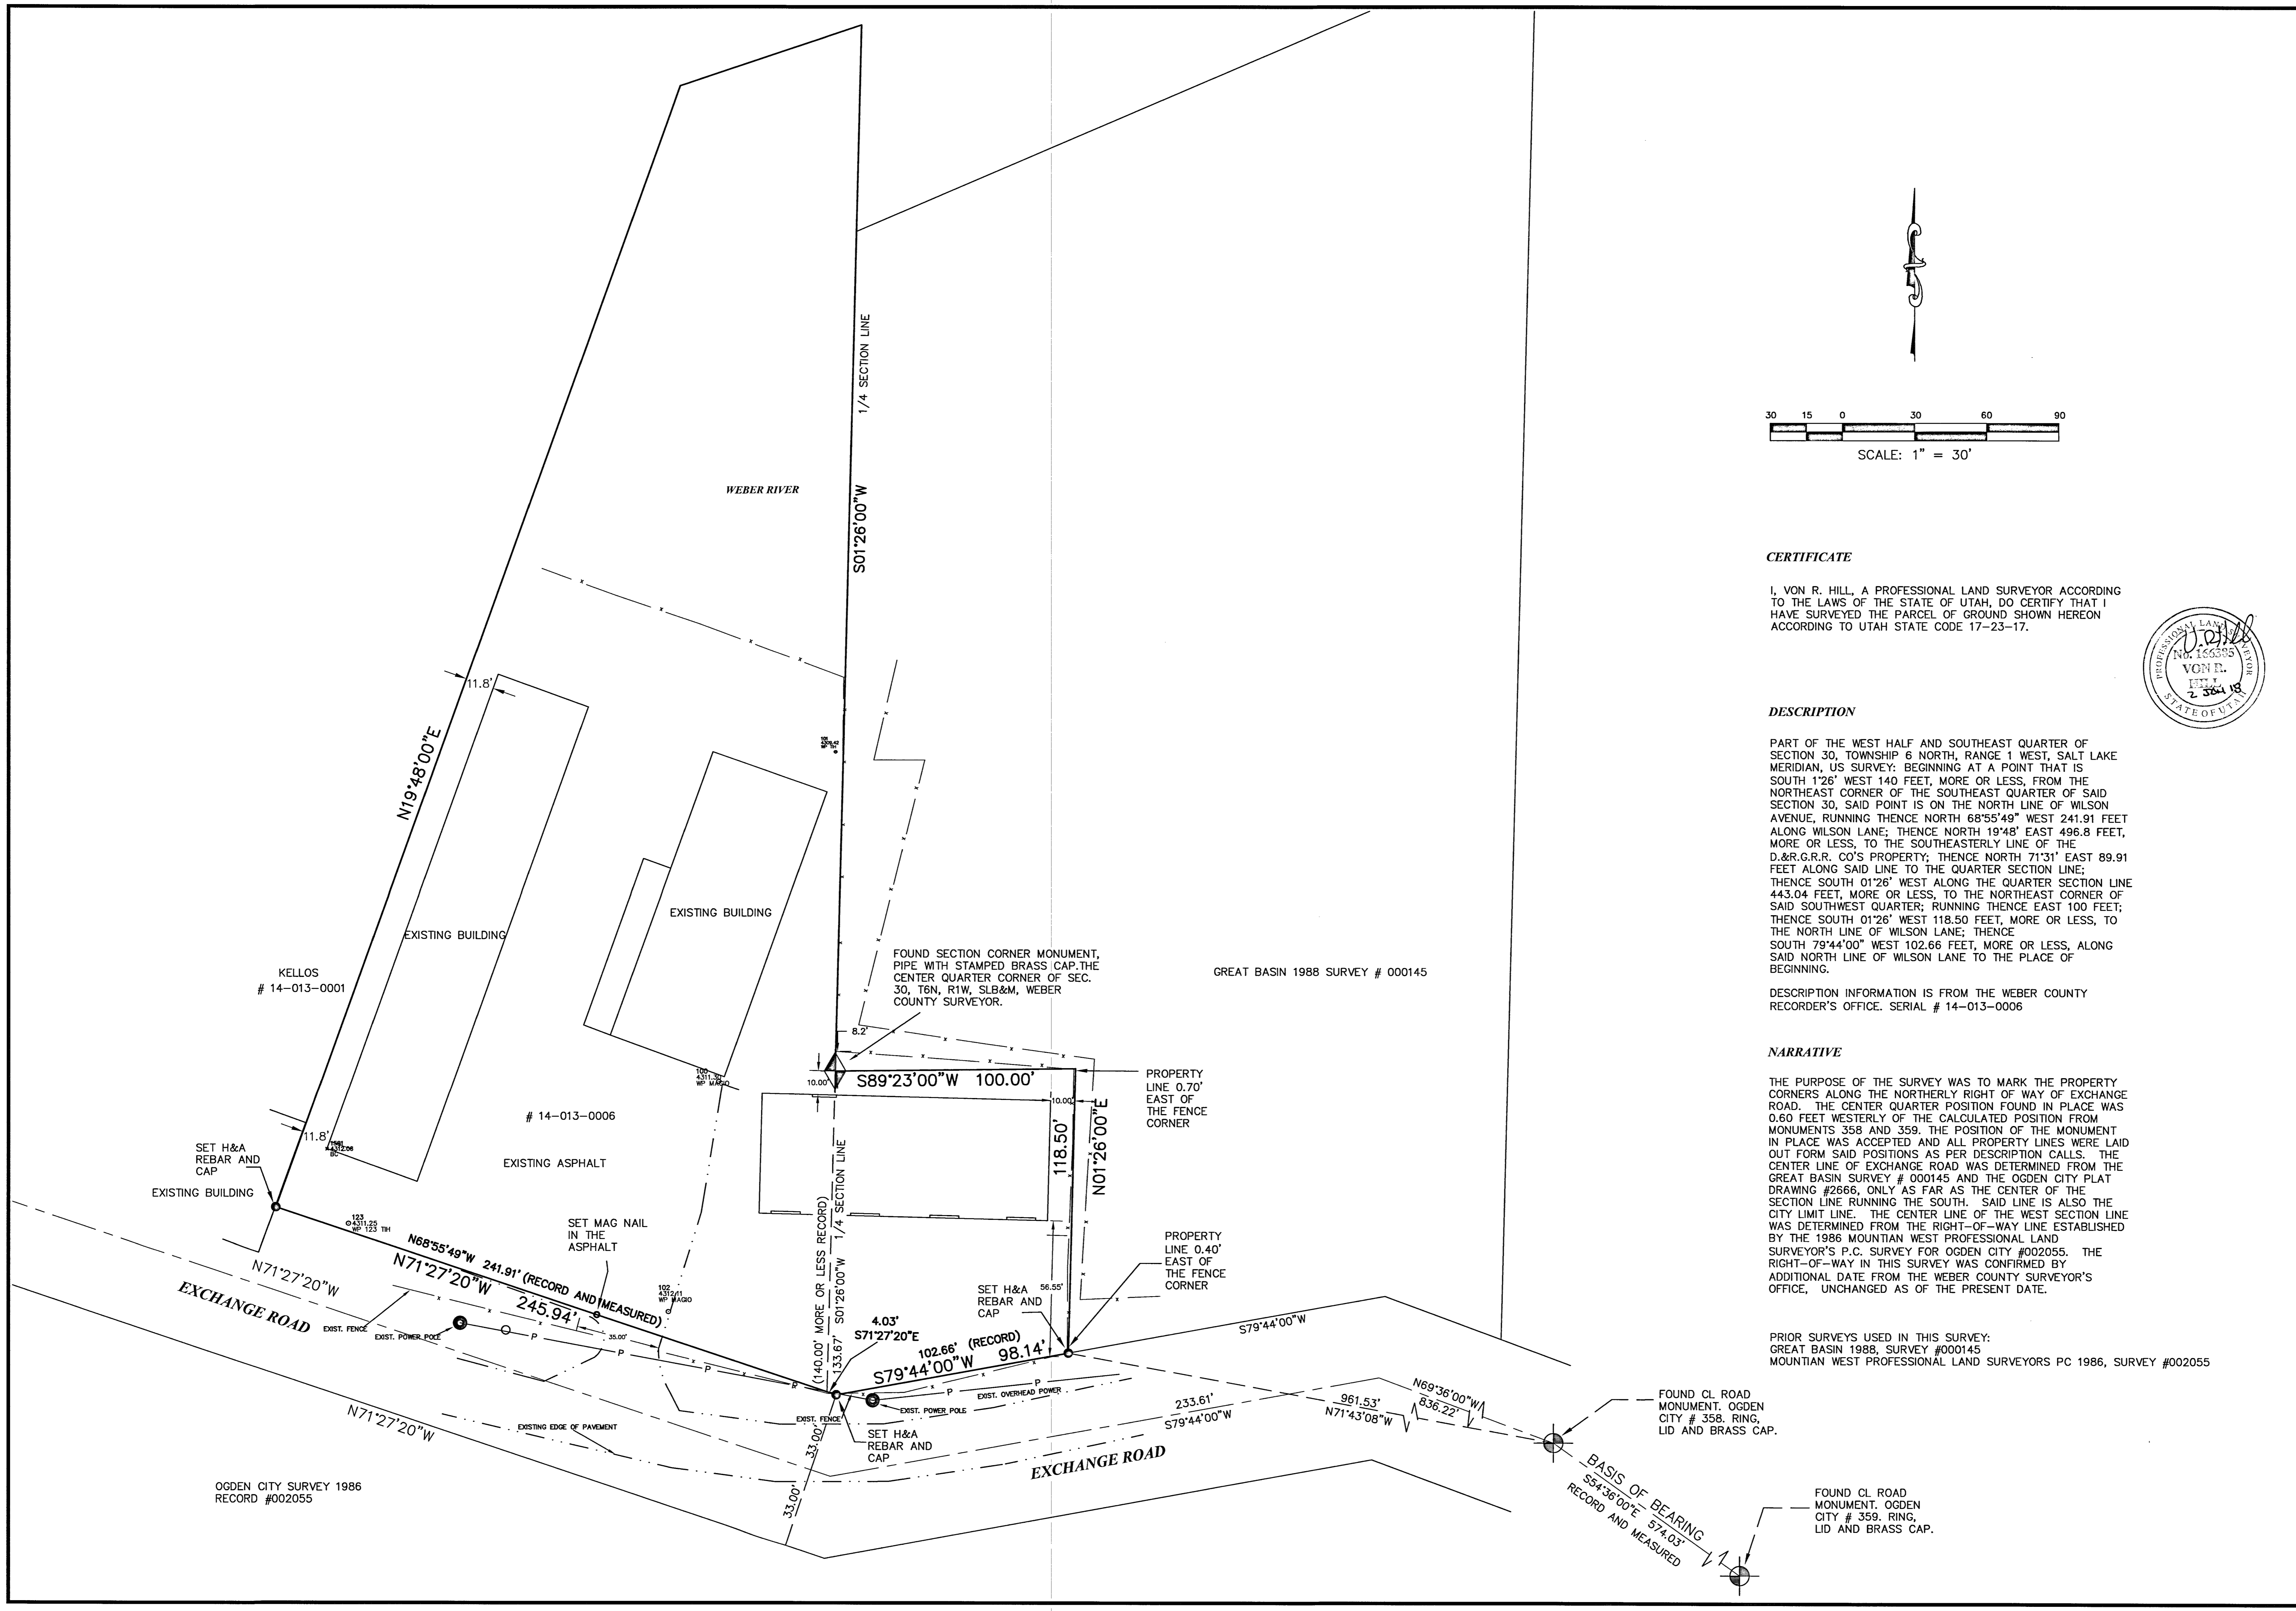 1/4 SECTION LINE
WEBER RIVER
S01°26'00"W
30 15 0 30 60 90
SCALE: 1" = 30'
CERTIFICATE
I, VON R. HILL, A PROFESSIONAL LAND SURVEYOR ACCORDING
TO THE LAWS OF THE STATE OF UTAH, DO CERTIFY THAT I
HAVE SURVEYED THE PARCEL OF GROUND SHOWN HEREON
ACCORDING TO UTAH STATE CODE 17-23-17.
PROFESSIONAL LAND SURVEYOR
No. 166385
VON R.
HILL
2 JAN 18
STATE OF UTAH
DESCRIPTION
PART OF THE WEST HALF AND SOUTHEAST QUARTER OF
SECTION 30, TOWNSHIP 6 NORTH, RANGE 1 WEST, SALT LAKE
MERIDIAN, US SURVEY: BEGINNING AT A POINT THAT IS
SOUTH 1°26' WEST 140 FEET, MORE OR LESS, FROM THE
NORTHEAST CORNER OF THE SOUTHEAST QUARTER OF SAID
SECTION 30, SAID POINT IS ON THE NORTH LINE OF WILSON
AVENUE, RUNNING THENCE NORTH 68°55'49" WEST 241.91 FEET
ALONG WILSON LANE; THENCE NORTH 19°48' EAST 496.8 FEET,
MORE OR LESS, TO THE SOUTHEASTERLY LINE OF THE
D.&R.G.R.R. CO'S PROPERTY; THENCE NORTH 71°31' EAST 89.91
FEET ALONG SAID LINE TO THE QUARTER SECTION LINE;
THENCE SOUTH 01°26' WEST ALONG THE QUARTER SECTION LINE
443.04 FEET, MORE OR LESS, TO THE NORTHEAST CORNER OF
SAID SOUTHWEST QUARTER; RUNNING THENCE EAST 100 FEET;
THENCE SOUTH 01°26' WEST 118.50 FEET, MORE OR LESS, TO
THE NORTH LINE OF WILSON LANE; THENCE
SOUTH 79°44'00" WEST 102.66 FEET, MORE OR LESS, ALONG
SAID NORTH LINE OF WILSON LANE TO THE PLACE OF
BEGINNING.
DESCRIPTION INFORMATION IS FROM THE WEBER COUNTY
RECORDER'S OFFICE. SERIAL # 14-013-0006
NARRATIVE
THE PURPOSE OF THE SURVEY WAS TO MARK THE PROPERTY
CORNERS ALONG THE NORTHERLY RIGHT OF WAY OF EXCHANGE
ROAD. THE CENTER QUARTER POSITION FOUND IN PLACE WAS
0.60 FEET WESTERLY OF THE CALCULATED POSITION FROM
MONUMENTS 358 AND 359. THE POSITION OF THE MONUMENT
IN PLACE WAS ACCEPTED AND ALL PROPERTY LINES WERE LAID
OUT FORM SAID POSITIONS AS PER DESCRIPTION CALLS. THE
CENTER LINE OF EXCHANGE ROAD WAS DETERMINED FROM THE
GREAT BASIN SURVEY # 000145 AND THE OGDEN CITY PLAT
DRAWING #2666, ONLY AS FAR AS THE CENTER OF THE
SECTION LINE RUNNING THE SOUTH. SAID LINE IS ALSO THE
CITY LIMIT LINE. THE CENTER LINE OF THE WEST SECTION LINE
WAS DETERMINED FROM THE RIGHT-OF-WAY LINE ESTABLISHED
BY THE 1986 MOUNTIAN WEST PROFESSIONAL LAND
SURVEYOR'S P.C. SURVEY FOR OGDEN CITY #002055. THE
RIGHT-OF-WAY IN THIS SURVEY WAS CONFIRMED BY
ADDITIONAL DATE FROM THE WEBER COUNTY SURVEYOR'S
OFFICE, UNCHANGED AS OF THE PRESENT DATE.
PRIOR SURVEYS USED IN THIS SURVEY:
GREAT BASIN 1988, SURVEY #000145
MOUNTIAN WEST PROFESSIONAL LAND SURVEYORS PC 1986, SURVEY #002055
11.8'
N19°48'00"E
EXISTING BUILDING
EXISTING BUILDING
KELLOS
# 14-013-0001
FOUND SECTION CORNER MONUMENT,
PIPE WITH STAMPED BRASS CAP.THE
CENTER QUARTER CORNER OF SEC.
30, T6N, R1W, SLB&M, WEBER
COUNTY SURVEYOR.
GREAT BASIN 1988 SURVEY # 000145
8.2'
10.00'
S89°23'00"W 100.00'
10.00'
118.50'
N01°26'00"E
PROPERTY
LINE 0.70'
EAST OF
THE FENCE
CORNER
100
4311.30
WP MAGIO
# 14-013-0006
EXISTING ASPHALT
11.8'
4312.06
BC
SET H&A
REBAR AND
CAP
EXISTING BUILDING
123
4311.25
WP 123 TIH
SET MAG NAIL
IN THE
ASPHALT
N68°55'49"W 241.91' (RECORD AND MEASURED)
N71°27'20"W 245.94'
35.00'
102
WP MAGIO
(140.00' MORE OR LESS RECORD)
133.67' S01°26'00"W 1/4 SECTION LINE
4.03'
S71°27'20"E
102.66' (RECORD)
S79°44'00"W 98.14'
SET H&A
REBAR AND
CAP
56.55'
PROPERTY
LINE 0.40'
EAST OF
THE FENCE
CORNER
S79°44'00"W
N71°27'20"W
EXCHANGE ROAD
EXIST. FENCE
EXIST. POWER POLE
P P P
P P
EXIST. OVERHEAD POWER
EXIST. POWER POLE
EXIST. FENCE
SET H&A
REBAR AND
CAP
EXISTING EDGE OF PAVEMENT
N71°27'20"W
33.00'
33.00'
233.61'
S79°44'00"W
EXCHANGE ROAD
961.53'
N71°43'08"W
N69°36'00"W
836.22'
FOUND CL ROAD
MONUMENT. OGDEN
CITY # 358. RING,
LID AND BRASS CAP.
BASIS OF BEARING
S54°36'00"E 574.03'
RECORD AND MEASURED
FOUND CL ROAD
MONUMENT. OGDEN
CITY # 359. RING,
LID AND BRASS CAP.
OGDEN CITY SURVEY 1986
RECORD #002055